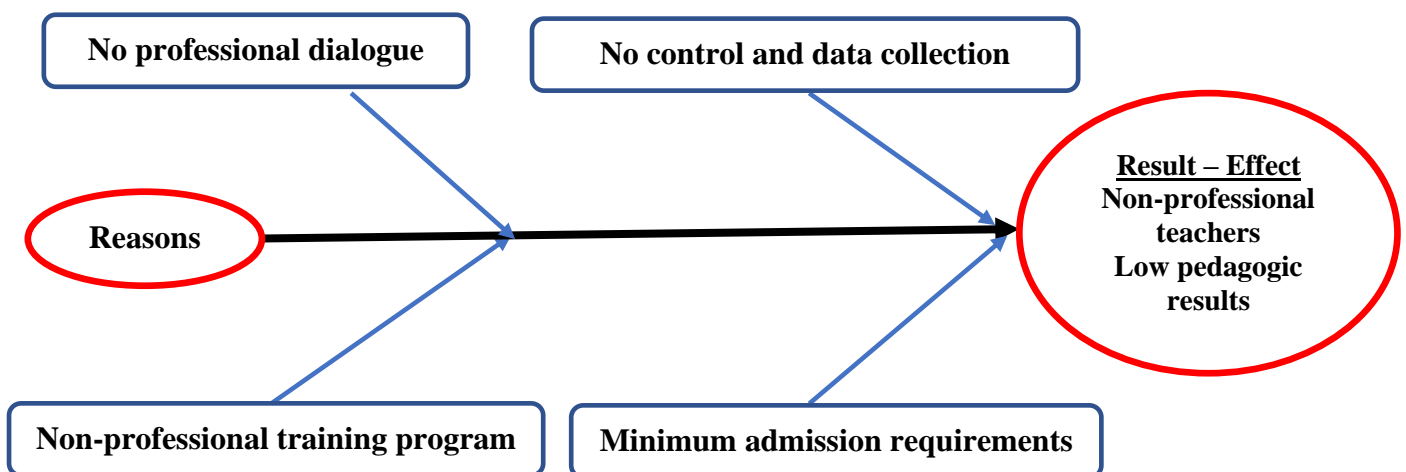 No professional dialogue
No control and data collection
Reasons
Result – Effect
Non-professional
teachers
Low pedagogic
results
Non-professional training program
Minimum admission requirements